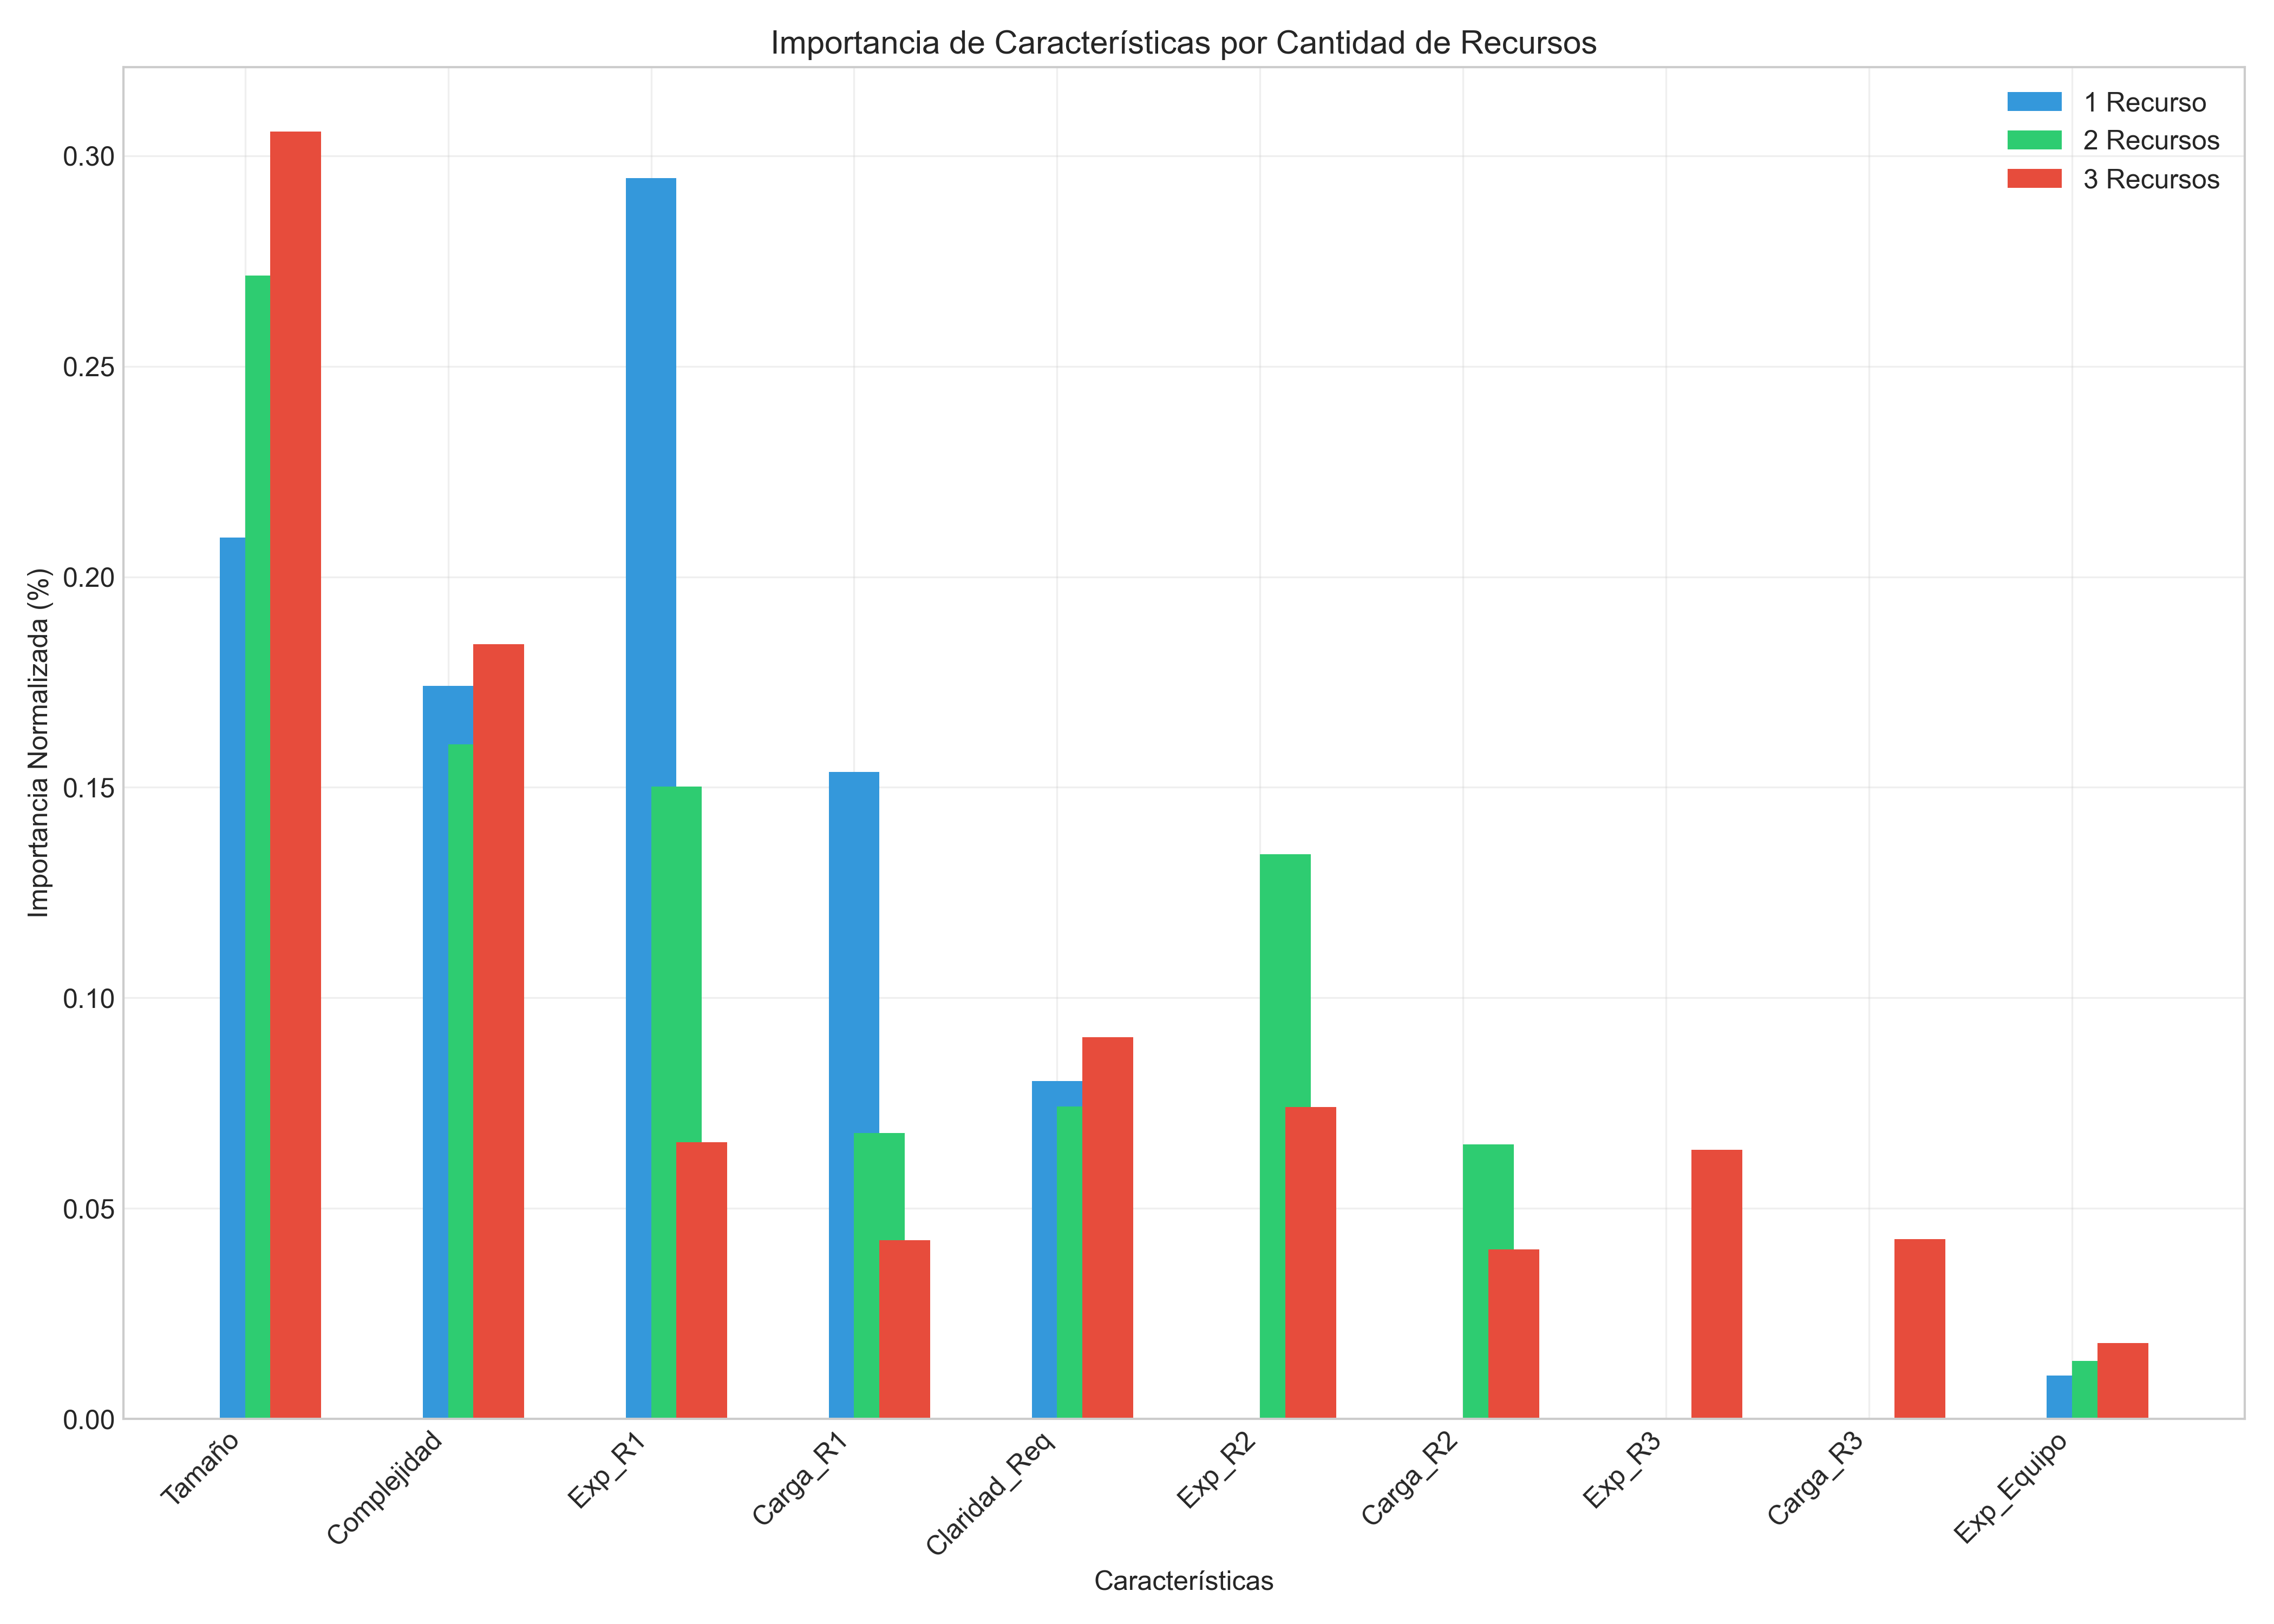 Importancia de Características por Cantidad de Recursos
1 Recurso
2 Recursos
3 Recursos
Importancia Normalizada (%)
0.30
0.25
0.20
0.15
0.10
0.05
0.00
Tamaño
Complejidad
Exp_R1
Carga_R1
Claridad_Req
Exp_R2
Carga_R2
Exp_R3
Carga_R3
Exp_Equipo
Características